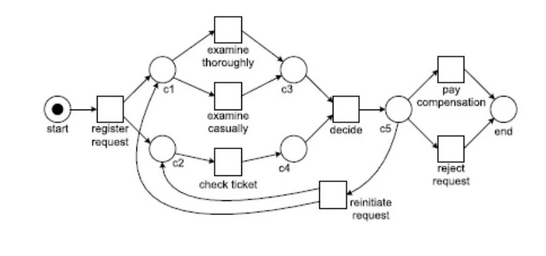 examine
thoroughly
c1
c3
examine
casually
pay
compensation
start
register
request
decide
c5
end
c2
c4
check ticket
reject
request
reinitiate
request